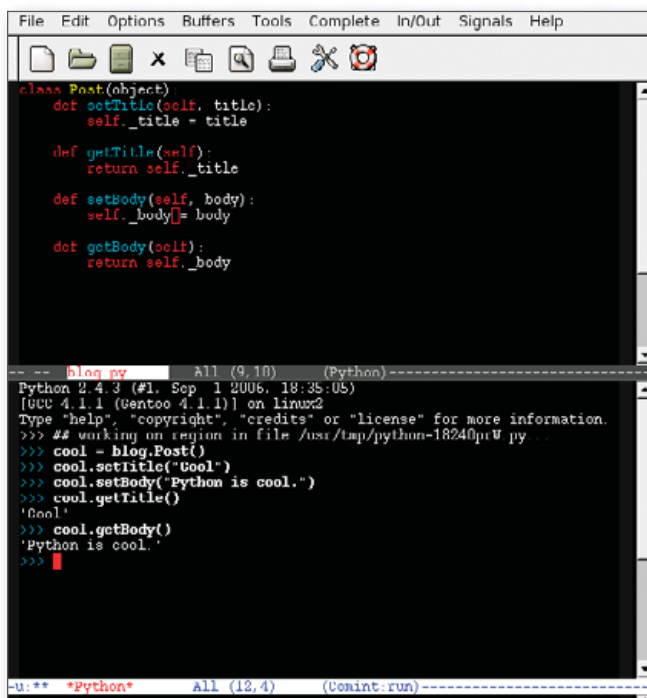 File Edit Options Buffers Tools Complete In/Out Signals Help
class Post(object):
    def setTitle(self, title):
        self._title = title
    def getTitle(self):
        return self._title
    def setBody(self, body):
        self._body = body
    def getBody(self):
        return self._body
-- -- blog.py All (9,18) (Python)----------------------------
Python 2.4.3 (#1, Sep 1 2006, 18:35:05)
[GCC 4.1.1 (Gentoo 4.1.1)] on linux2
Type "help", "copyright", "credits" or "license" for more information.
>>> ## working on region in file /usr/tmp/python-18240prW.py...
>>> cool = blog.Post()
>>> cool.setTitle("Cool")
>>> cool.setBody("Python is cool.")
>>> cool.getTitle()
'Cool'
>>> cool.getBody()
'Python is cool.'
>>>
-u:** *Python* All (12,4) (Comint:run)-------------------------